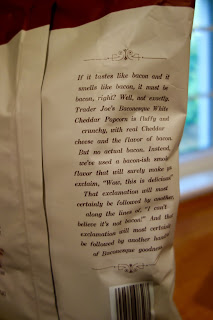 If it tastes like bacon and it
smells like bacon, it must be
bacon, right? Well, not exactly.
Trader Joe's Baconesque White
Cheddar Popcorn is fluffy and
crunchy, with real Cheddar
cheese and the flavor of bacon.
But no actual bacon. Instead,
we've used a bacon-ish smoke
flavor that will surely make you
exclaim, "Wow, this is delicious!"
That exclamation will most
certainly be followed by another,
along the lines of, "I can't
believe it's not bacon!" And that
exclamation will most certainly
be followed by another handful
of Baconesque goodness.